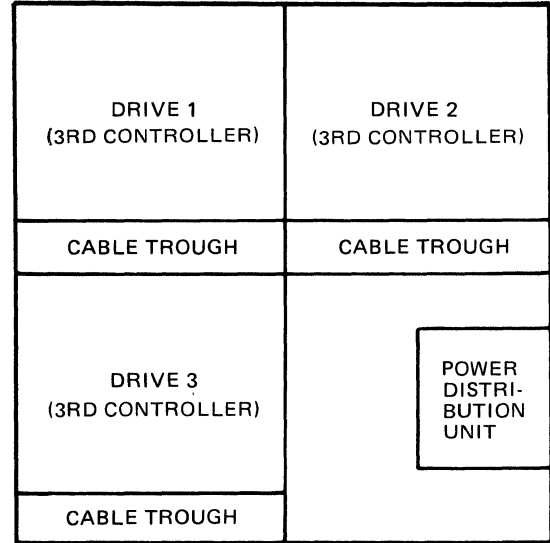 DRIVE 1
(3RD CONTROLLER)
DRIVE 2
(3RD CONTROLLER)
CABLE TROUGH
CABLE TROUGH
DRIVE 3
(3RD CONTROLLER)
POWER
DISTRI-
BUTION
UNIT
CABLE TROUGH